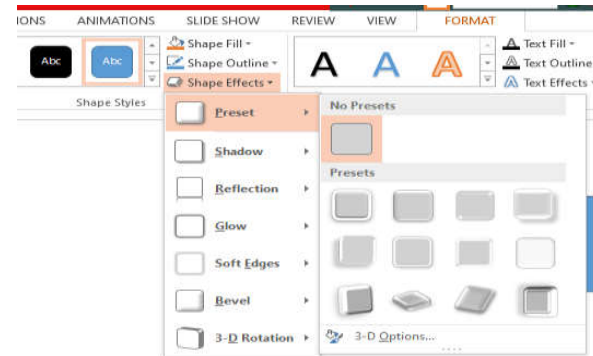 IONS ANIMATIONS SLIDE SHOW REVIEW VIEW FORMAT
Abc Abc
Shape Fill
Shape Outline
Shape Effects
A A A
Text Fill
Text Outline
Text Effects
Shape Styles
Preset
Shadow
Reflection
Glow
Soft Edges
Bevel
3-D Rotation
No Presets
Presets
3-D Options...